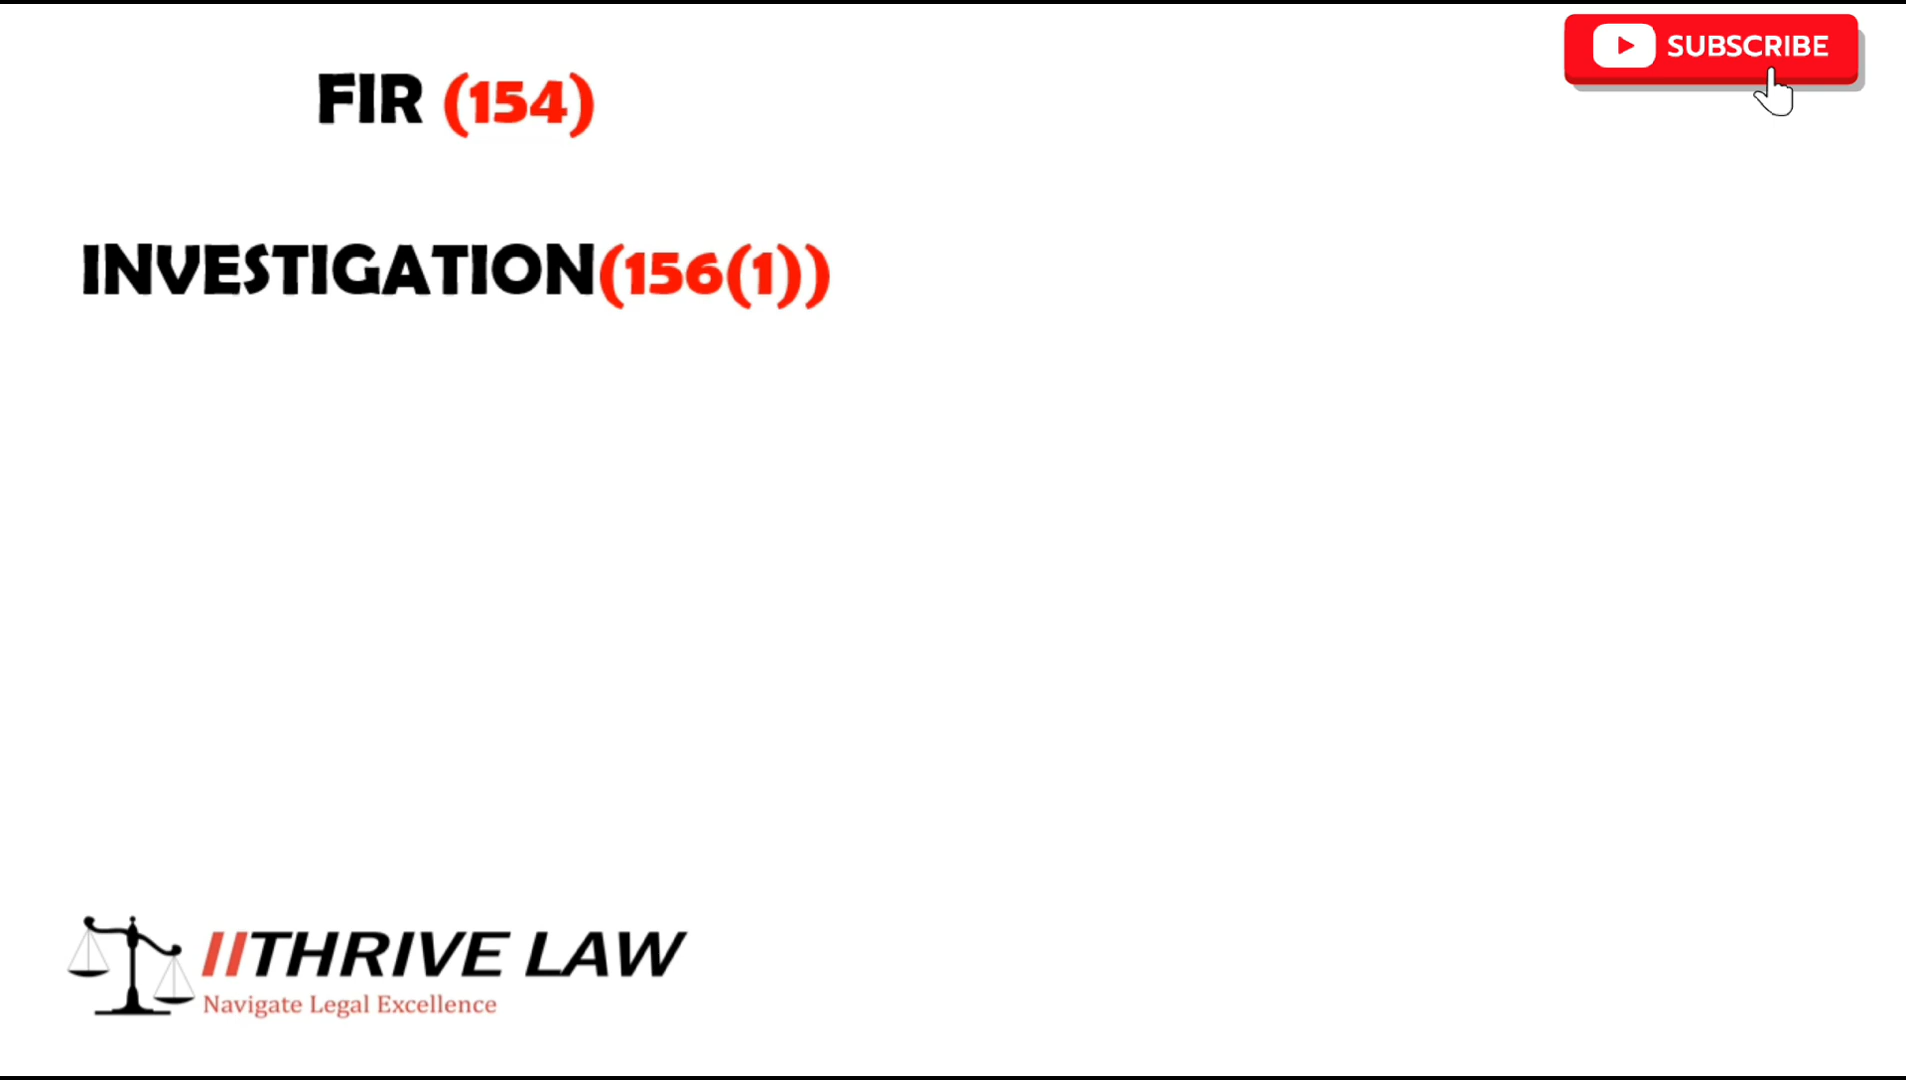 SUBSCRIBE
FIR (154)
INVESTIGATION(156(1))
IITHRIVE LAW
Navigate Legal Excellence